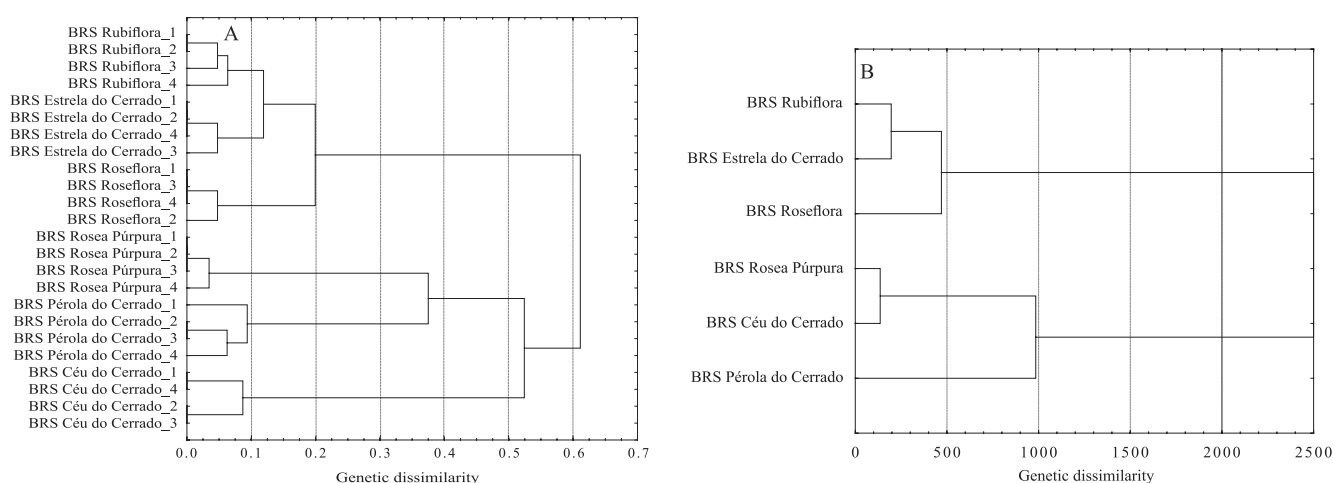 A
BRS Rubiflora_1
BRS Rubiflora_2
BRS Rubiflora_3
BRS Rubiflora_4
BRS Estrela do Cerrado_1
BRS Estrela do Cerrado_2
BRS Estrela do Cerrado_4
BRS Estrela do Cerrado_3
BRS Roseflora_1
BRS Roseflora_3
BRS Roseflora_4
BRS Roseflora_2
BRS Rosea Púrpura_1
BRS Rosea Púrpura_2
BRS Rosea Púrpura_3
BRS Rosea Púrpura_4
BRS Pérola do Cerrado_1
BRS Pérola do Cerrado_2
BRS Pérola do Cerrado_3
BRS Pérola do Cerrado_4
BRS Céu do Cerrado_1
BRS Céu do Cerrado_4
BRS Céu do Cerrado_2
BRS Céu do Cerrado_3
0.0 0.1 0.2 0.3 0.4 0.5 0.6 0.7
Genetic dissimilarity
B
BRS Rubiflora
BRS Estrela do Cerrado
BRS Roseflora
BRS Rosea Púrpura
BRS Céu do Cerrado
BRS Pérola do Cerrado
0 500 1000 1500 2000 2500
Genetic dissimilarity